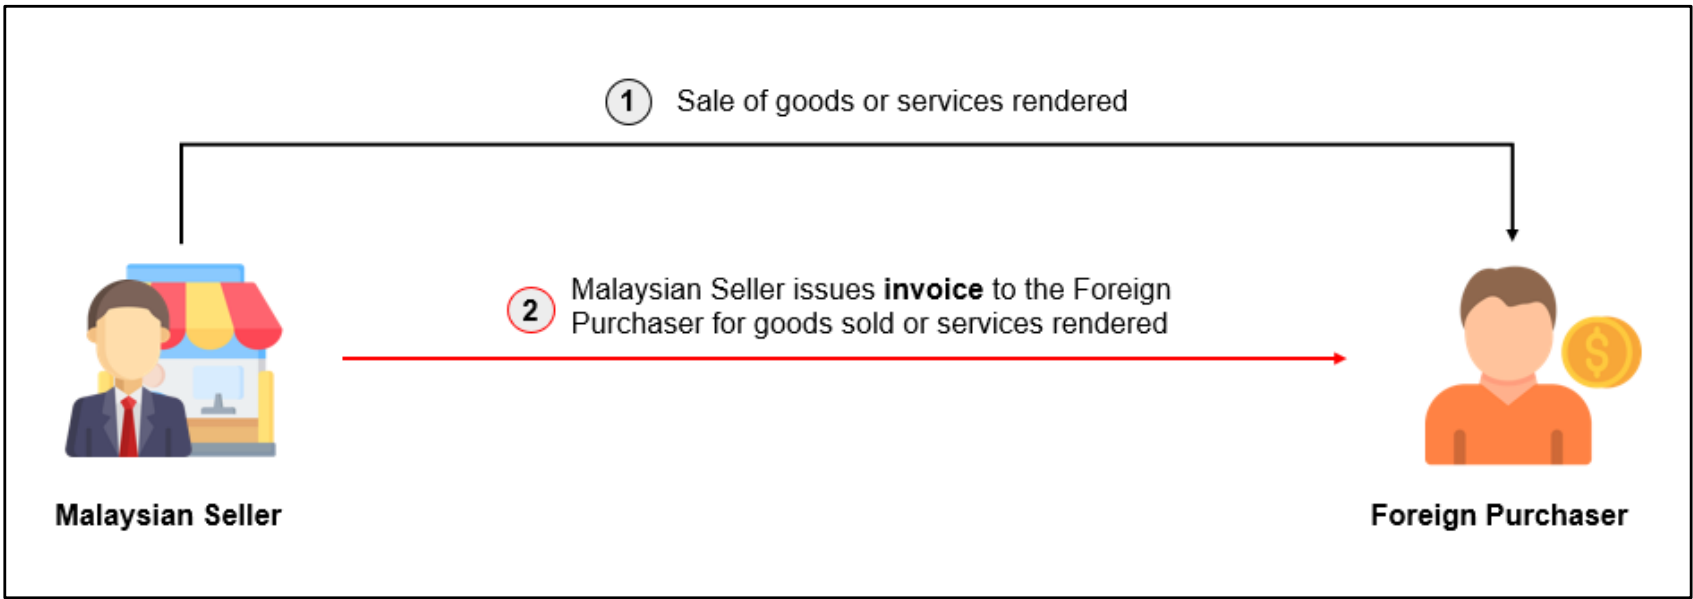 1 Sale of goods or services rendered
2 Malaysian Seller issues invoice to the Foreign
Purchaser for goods sold or services rendered
$
Malaysian Seller
Foreign Purchaser